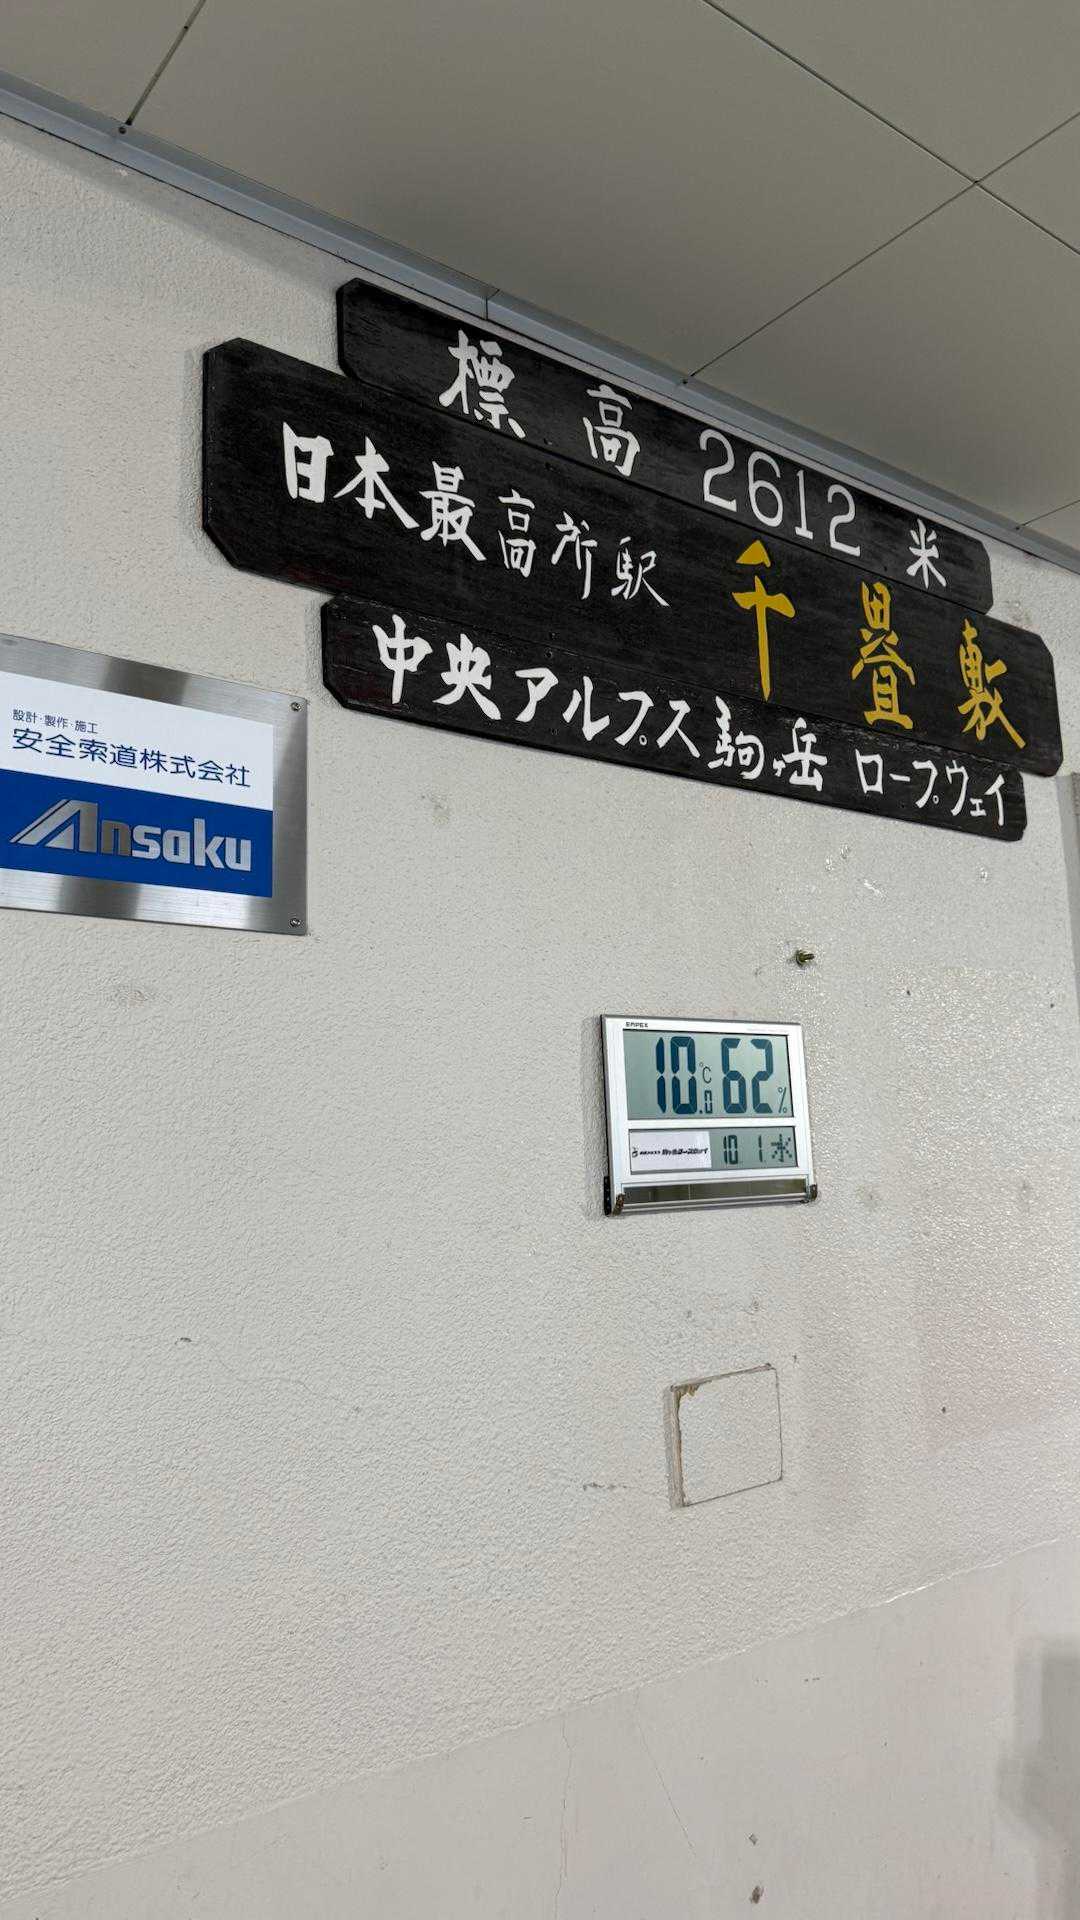 標高 2612 米
日本最高所駅 千畳敷
中央アルプス駒ヶ岳 ロープウェイ
設計・製作・施工
安全索道株式会社
Ansaku
EMPEX
10.0 ℃ 62 %
10 1 水